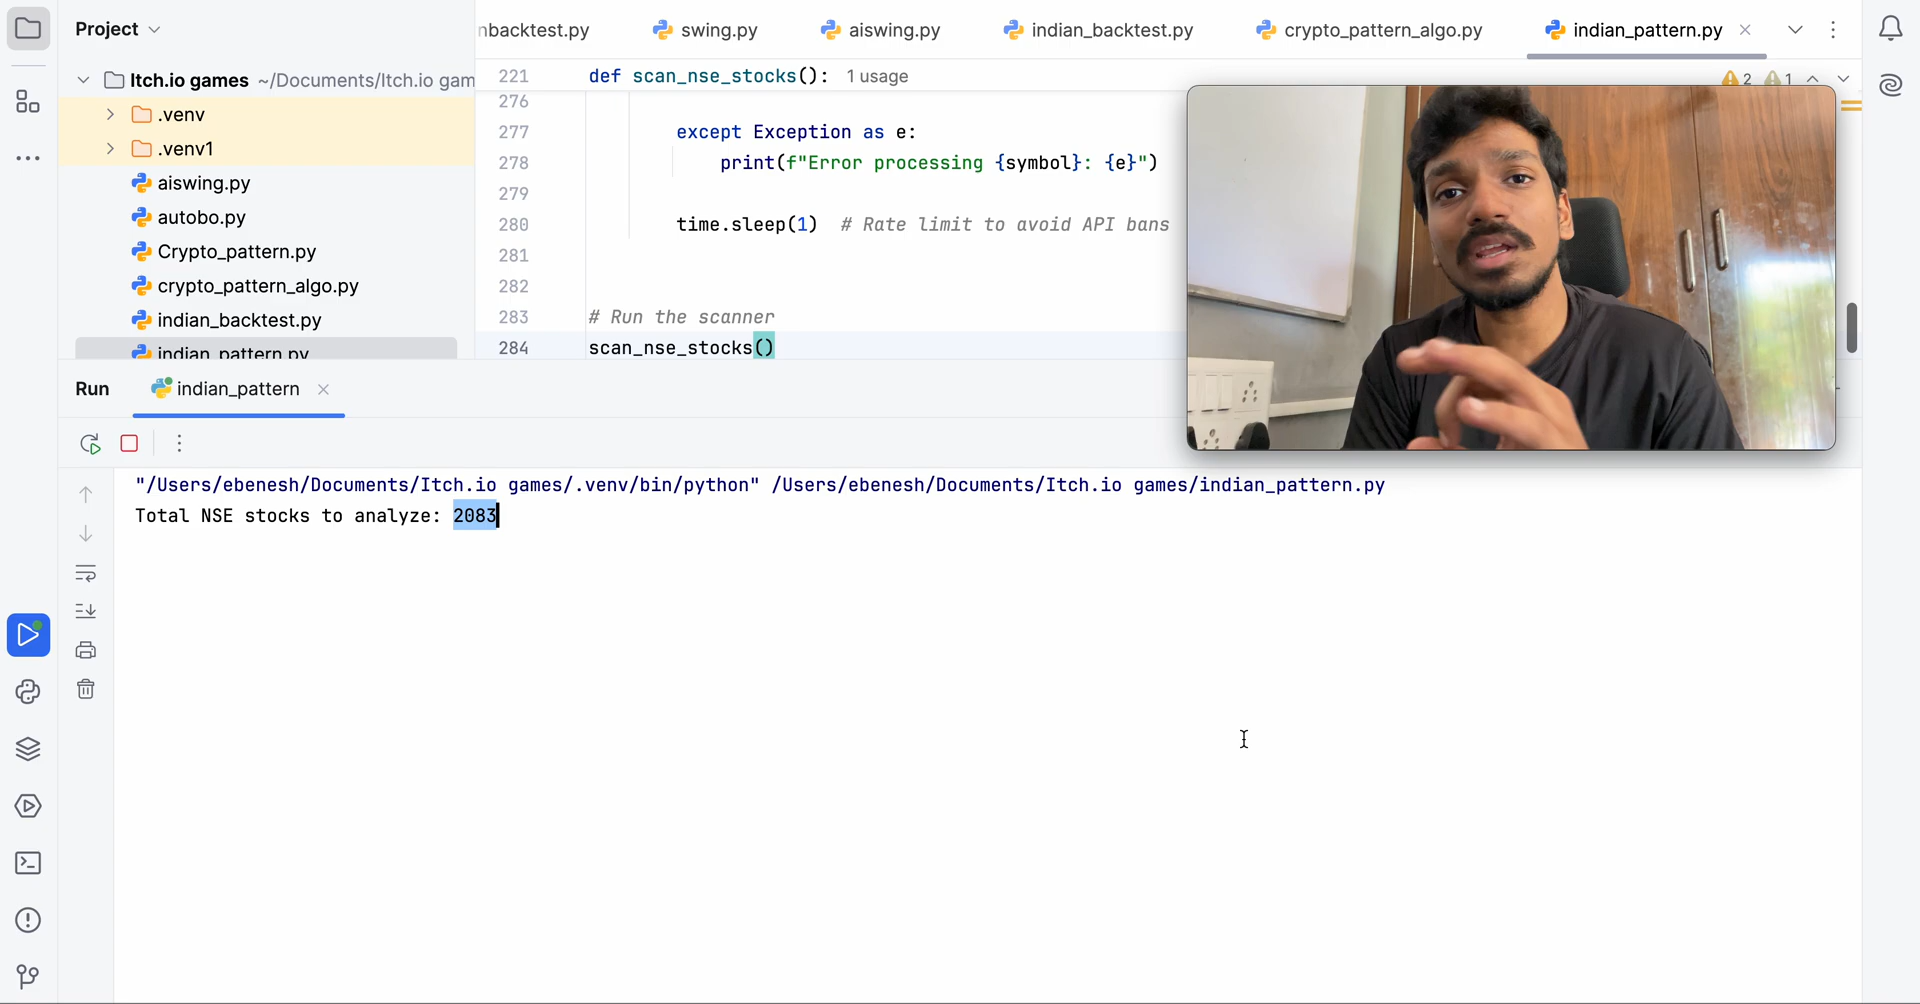 Project
nbacktest.py
swing.py
aiswing.py
indian_backtest.py
crypto_pattern_algo.py
indian_pattern.py
Itch.io games ~/Documents/Itch.io gam
.venv
.venv1
aiswing.py
autobo.py
Crypto_pattern.py
crypto_pattern_algo.py
indian_backtest.py
indian_pattern.py
221 def scan_nse_stocks(): 1 usage
2 1
276
277 except Exception as e:
278 print(f"Error processing {symbol}: {e}")
279
280 time.sleep(1) # Rate limit to avoid API bans
281
282
283 # Run the scanner
284 scan_nse_stocks()
Run indian_pattern
"/Users/ebenesh/Documents/Itch.io games/.venv/bin/python" /Users/ebenesh/Documents/Itch.io games/indian_pattern.py
Total NSE stocks to analyze: 2083